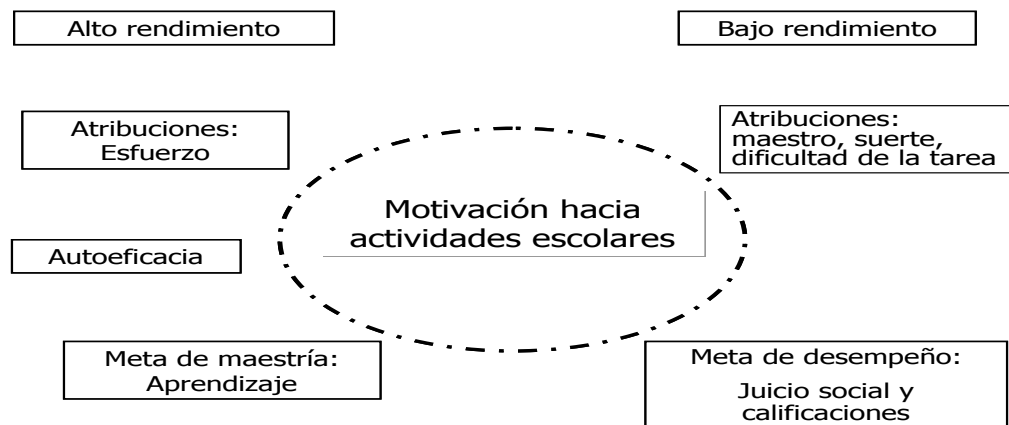 Alto rendimiento
Bajo rendimiento
Atribuciones:
Esfuerzo
Atribuciones:
maestro, suerte,
dificultad de la tarea
Motivación hacia
actividades escolares
Autoeficacia
Meta de maestría:
Aprendizaje
Meta de desempeño:
Juicio social y
calificaciones